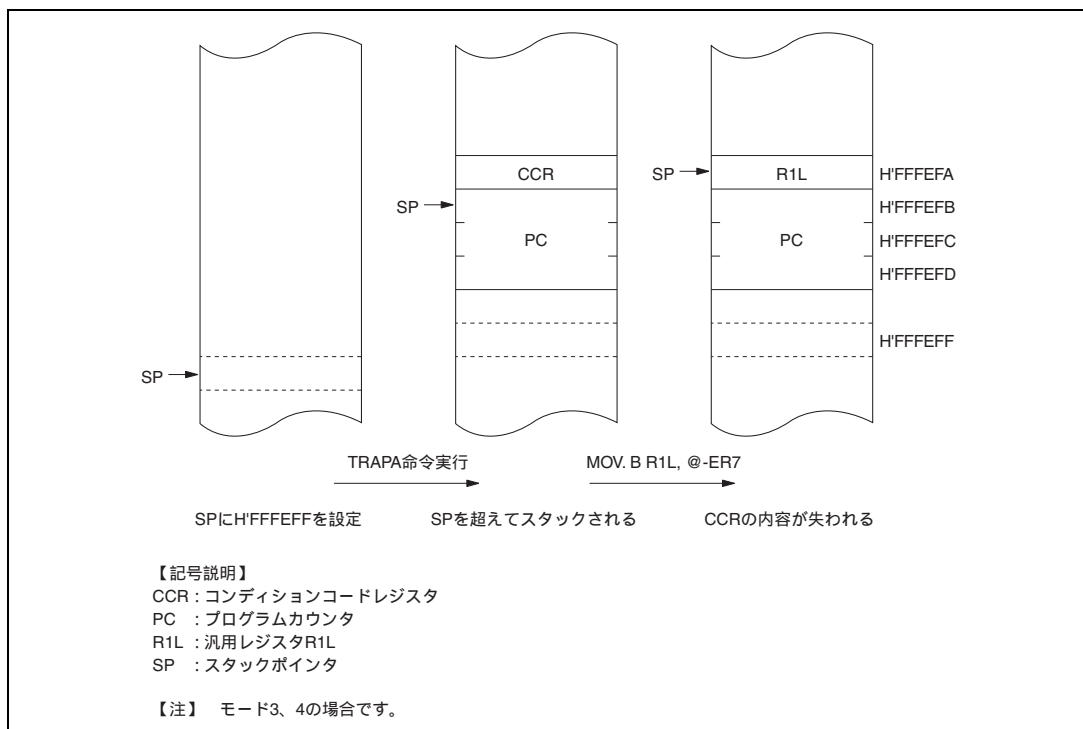 CCR
SP
R1L
H'FFFEFA
SP
H'FFFEFB
PC
PC
H'FFFEFC
H'FFFEFD
H'FFFEFF
SP
TRAPA命令実行
MOV. B R1L, @-ER7
SPにH'FFFEFFを設定
SPを超えてスタックされる
CCRの内容が失われる
【記号説明】
CCR : コンディションコードレジスタ
PC : プログラムカウンタ
R1L : 汎用レジスタR1L
SP : スタックポインタ
【注】 モード3、4の場合です。